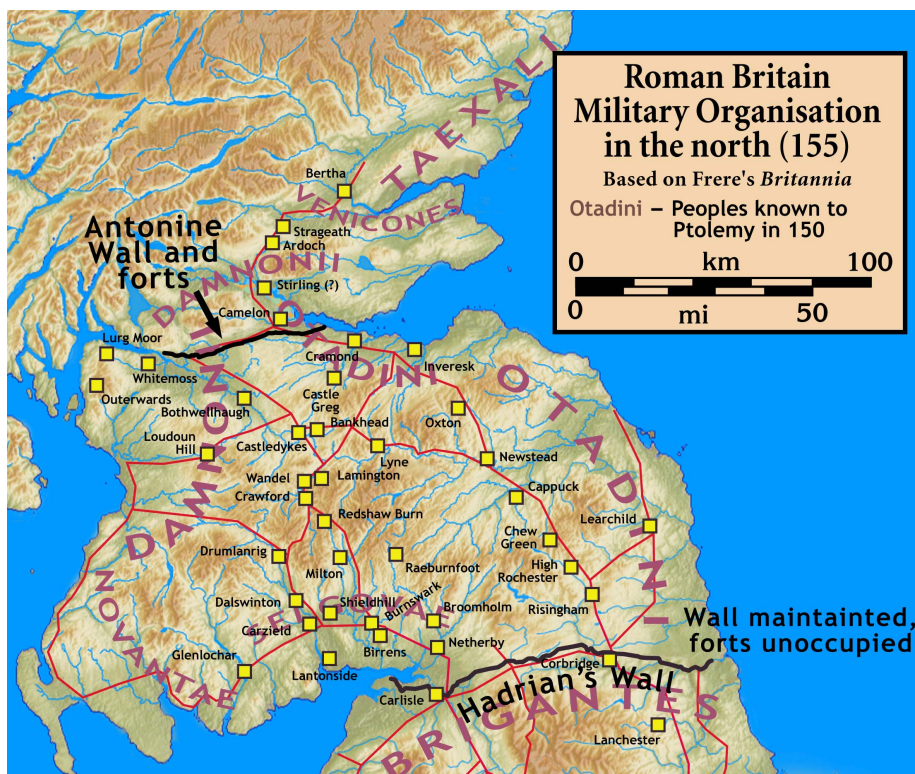 Roman Britain
Military Organisation
in the north (155)
Based on Frere's Britannia
Otadini – Peoples known to
Ptolemy in 150
0 km 100
0 mi 50
TAEXALI
Bertha
VENICONES
Strageath
Ardoch
Antonine
Wall and
forts
DAMNONII
Stirling (?)
Camelon
OTADINI
Lurg Moor
Whitemoss
Outerwards
Cramond
Inveresk
Castle
Greg
Bothwellhaugh
DAMNONII
OTADINI
Oxton
Bankhead
Castledykes
Loudoun
Hill
Lyne
Newstead
Wandel
Lamington
Crawford
Cappuck
Redshaw Burn
Learchild
Chew
Green
Drumlanrig
Milton
Raeburnfoot
High
Rochester
NOVANTAE
Risingham
Dalswinton
Shieldhill
Burnswark
Broomholm
SELGOVAE
Carzield
Birrens
Netherby
Wall maintainted,
forts unoccupied
Glenlochar
Lantonside
Corbridge
Carlisle
Hadrian's Wall
BRIGANTES
Lanchester